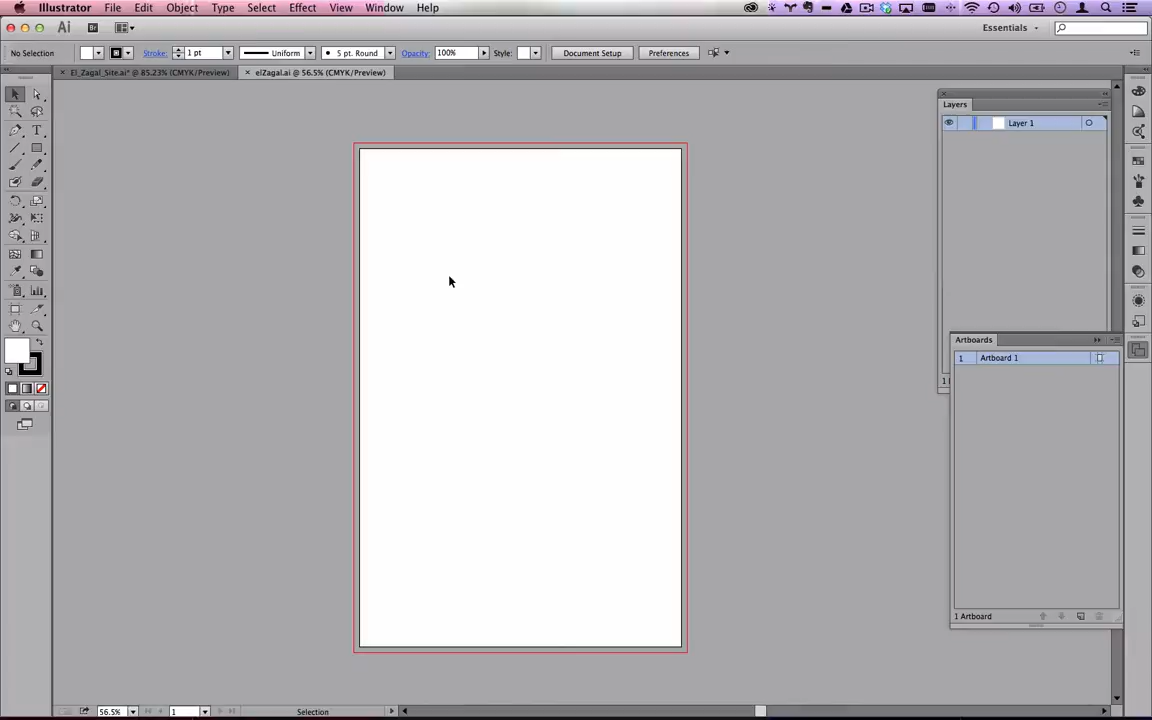 Illustrator File Edit Object Type Select Effect View Window Help
Essentials
No Selection Stroke: 1 pt Uniform 5 pt. Round Opacity: 100% Style: Document Setup Preferences
El_Zagal_Site.ai* @ 85.23% (CMYK/Preview) elZagal.ai @ 56.5% (CMYK/Preview)
Ai Br
Layers
Layer 1
Artboards
1 Artboard 1
1 Artboard
56.5% 1 Selection